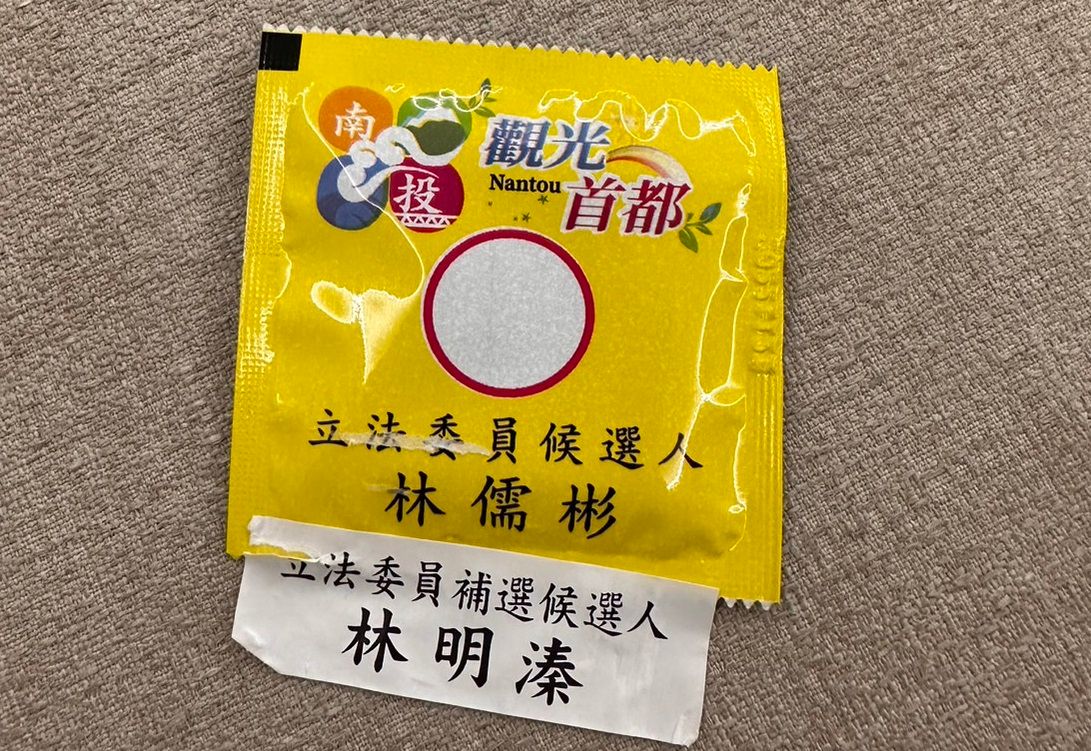 南
投
觀光
Nantou 首都
立法委員候選人
林儒彬
立法委員補選候選人
林明溱